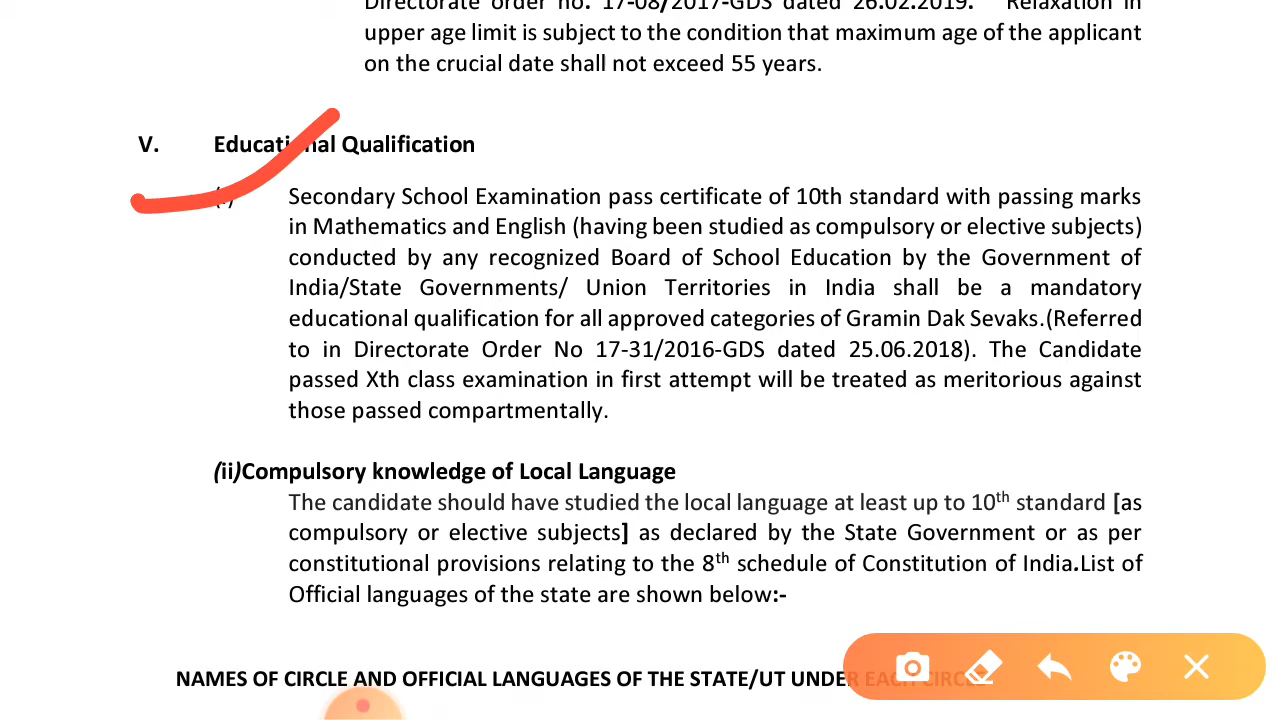 Directorate order no. 17-08/2017-GDS dated 26.02.2019. Relaxation in
upper age limit is subject to the condition that maximum age of the applicant
on the crucial date shall not exceed 55 years.
V. Educational Qualification
(i) Secondary School Examination pass certificate of 10th standard with passing marks
in Mathematics and English (having been studied as compulsory or elective subjects)
conducted by any recognized Board of School Education by the Government of
India/State Governments/ Union Territories in India shall be a mandatory
educational qualification for all approved categories of Gramin Dak Sevaks.(Referred
to in Directorate Order No 17-31/2016-GDS dated 25.06.2018). The Candidate
passed Xth class examination in first attempt will be treated as meritorious against
those passed compartmentally.
(ii)Compulsory knowledge of Local Language
The candidate should have studied the local language at least up to 10th standard [as
compulsory or elective subjects] as declared by the State Government or as per
constitutional provisions relating to the 8th schedule of Constitution of India.List of
Official languages of the state are shown below:-
NAMES OF CIRCLE AND OFFICIAL LANGUAGES OF THE STATE/UT UNDER EACH CIRCLE